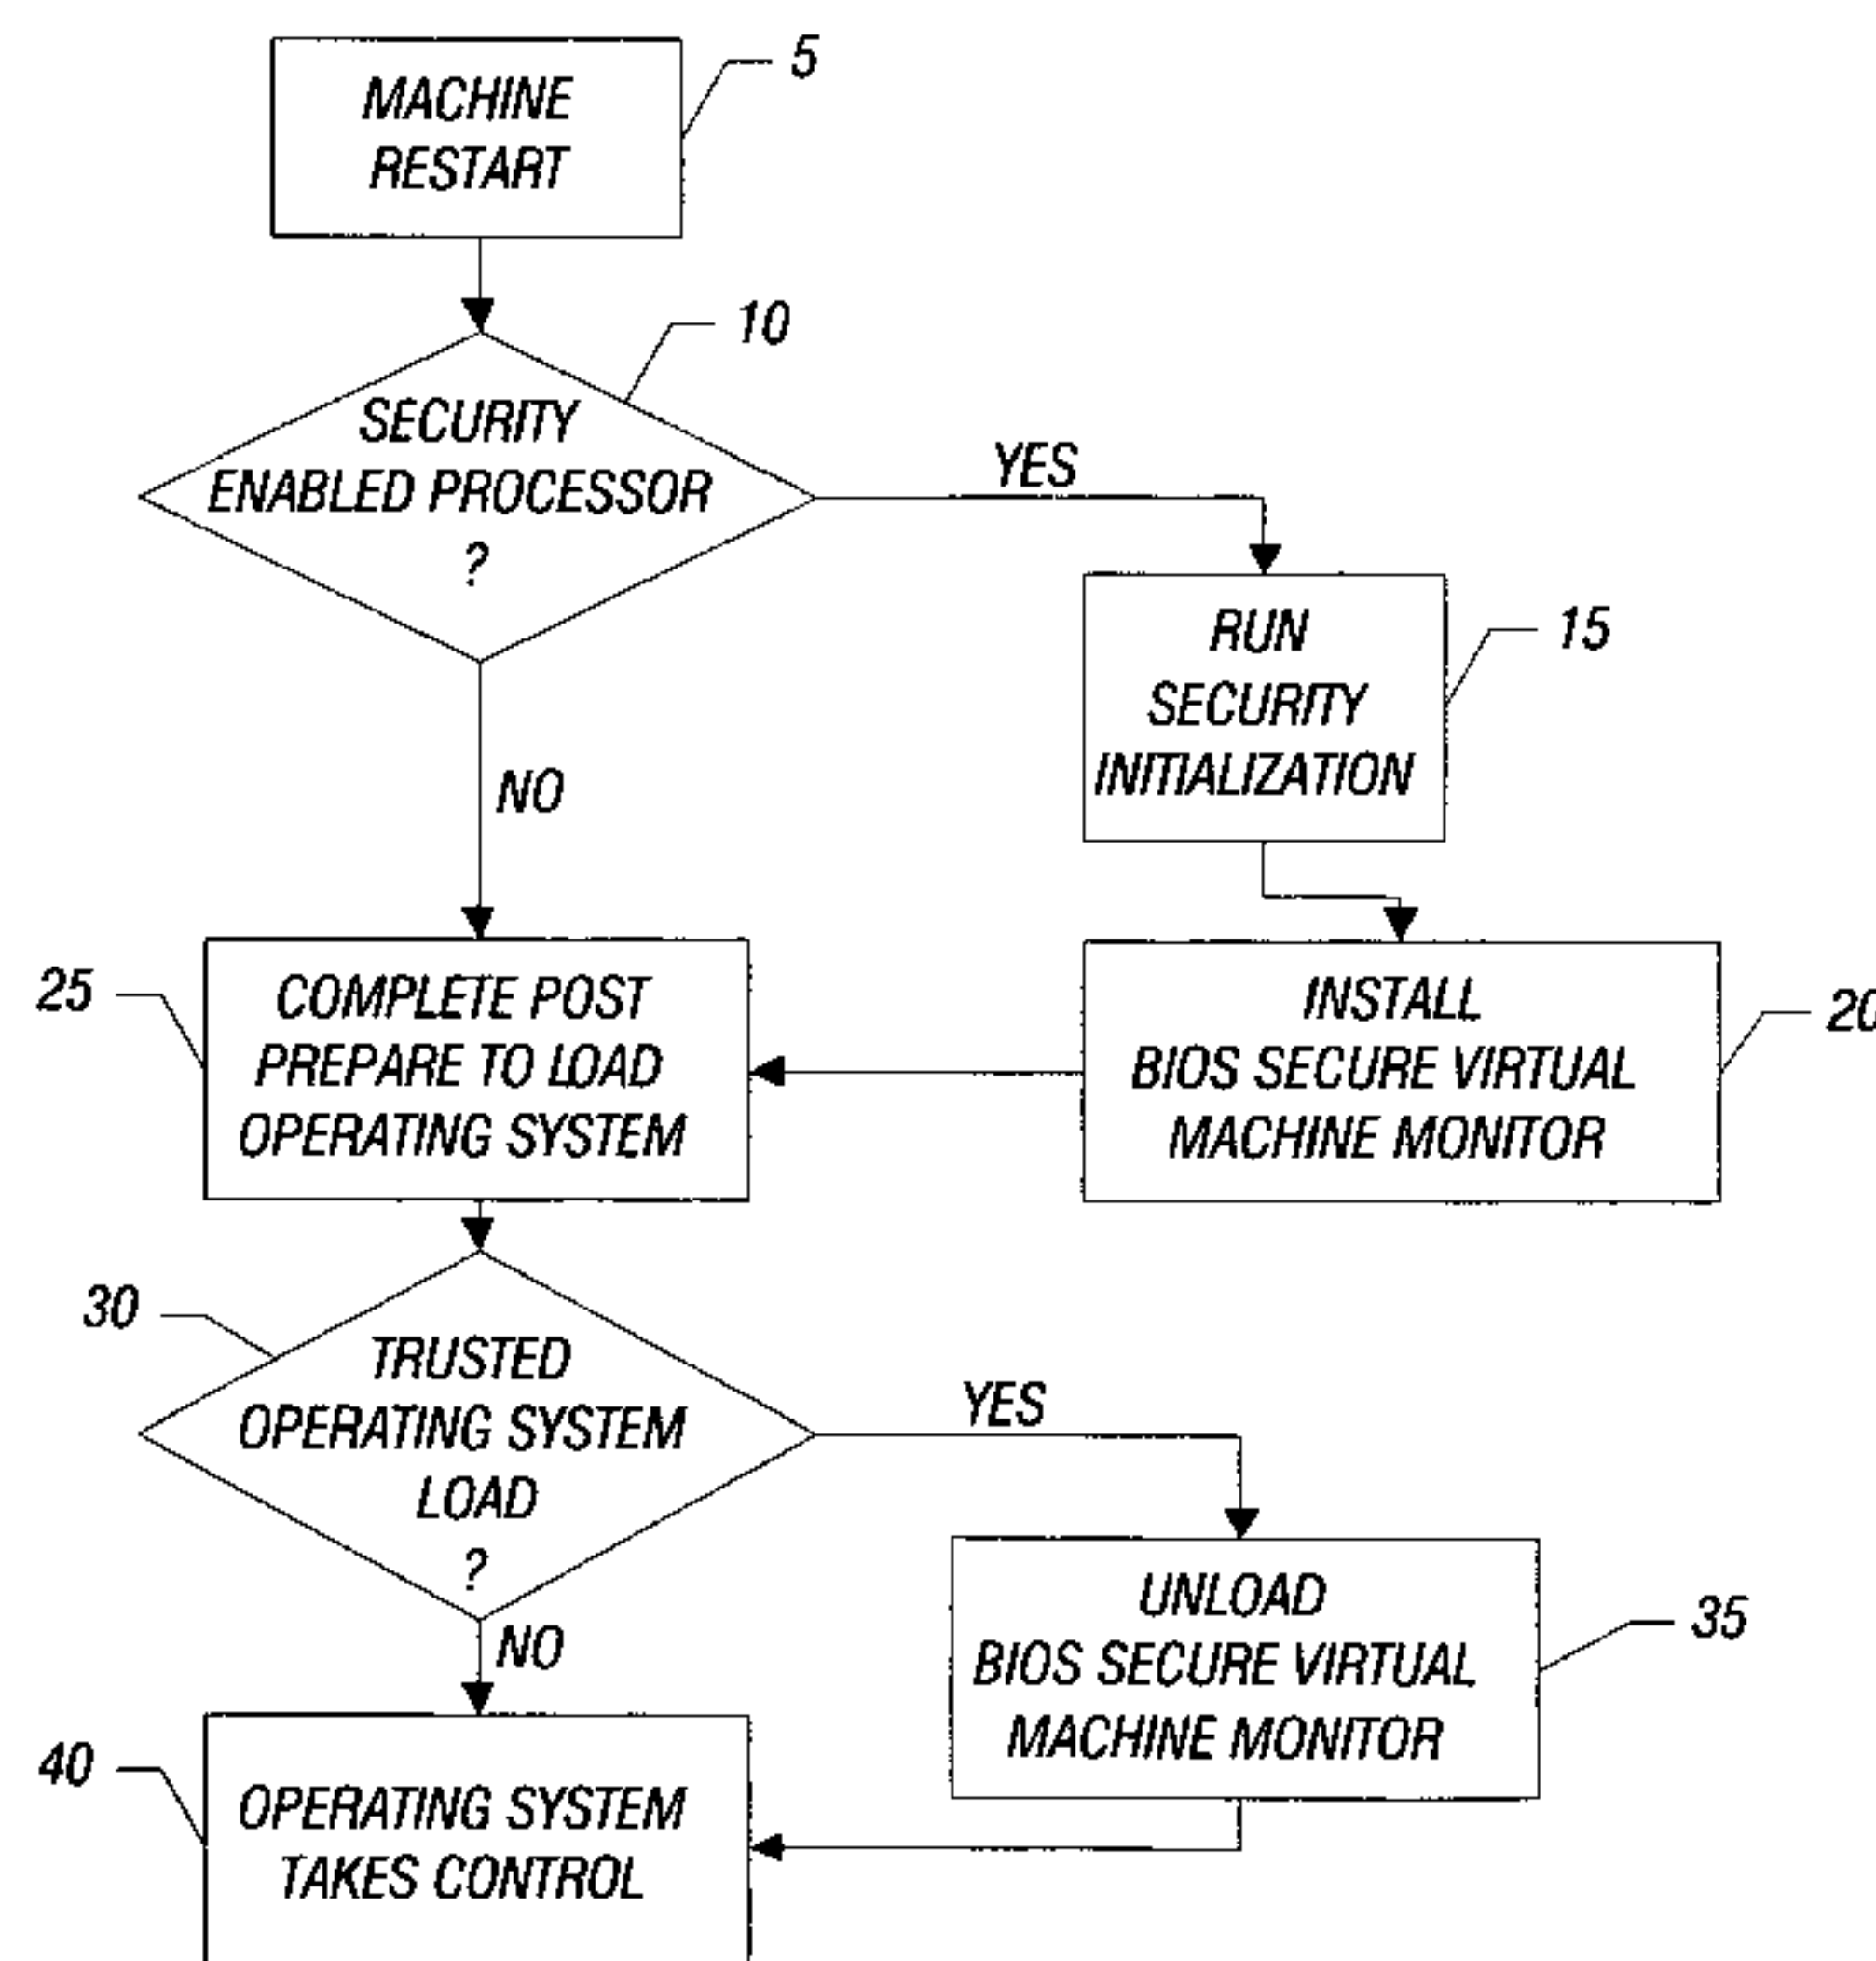 MACHINE
RESTART
5
SECURITY
ENABLED PROCESSOR
?
10
YES
NO
RUN
SECURITY
INITIALIZATION
15
INSTALL
BIOS SECURE VIRTUAL
MACHINE MONITOR
20
25
COMPLETE POST
PREPARE TO LOAD
OPERATING SYSTEM
30
TRUSTED
OPERATING SYSTEM
LOAD
?
YES
NO
UNLOAD
BIOS SECURE VIRTUAL
MACHINE MONITOR
35
40
OPERATING SYSTEM
TAKES CONTROL